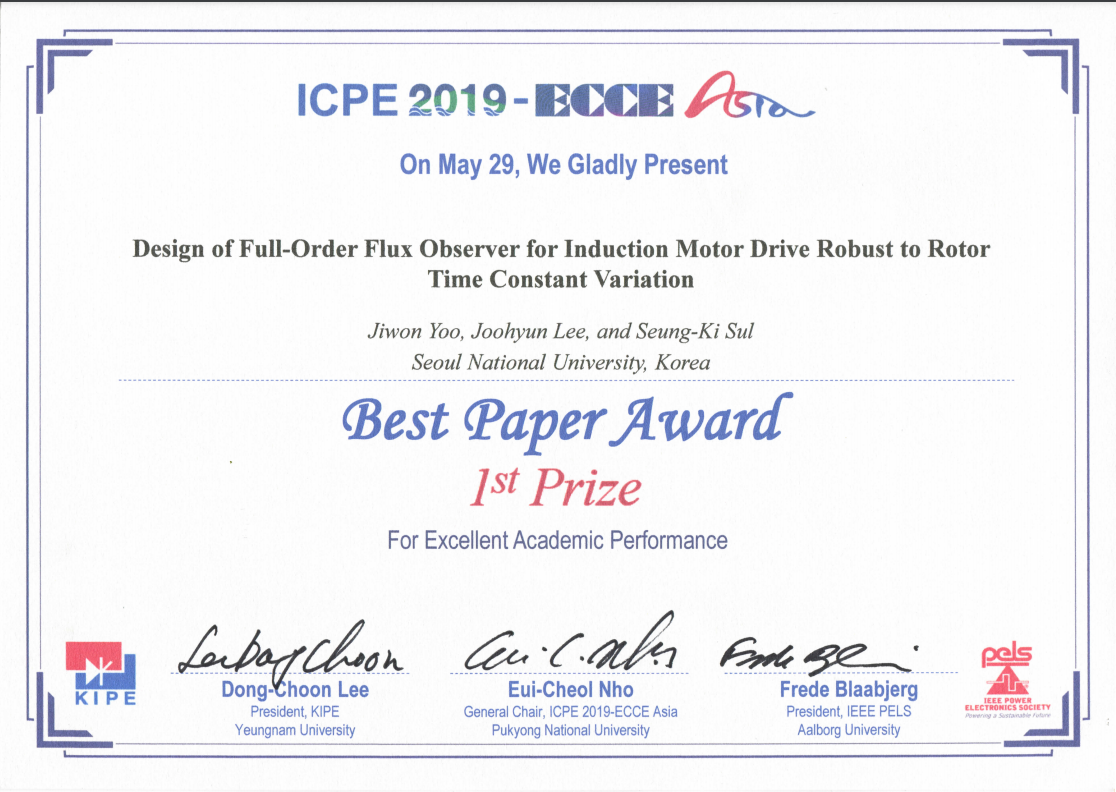 ICPE 2019 - ECCE Asia
On May 29, We Gladly Present
Design of Full-Order Flux Observer for Induction Motor Drive Robust to Rotor
Time Constant Variation
Jiwon Yoo, Joohyun Lee, and Seung-Ki Sul
Seoul National University, Korea
Best Paper Award
1st Prize
For Excellent Academic Performance
KIPE
Dong-Choon Lee
President, KIPE
Yeungnam University
Eui-Cheol Nho
General Chair, ICPE 2019-ECCE Asia
Pukyong National University
Frede Blaabjerg
President, IEEE PELS
Aalborg University
pels
IEEE POWER
ELECTRONICS SOCIETY
Powering a Sustainable Future